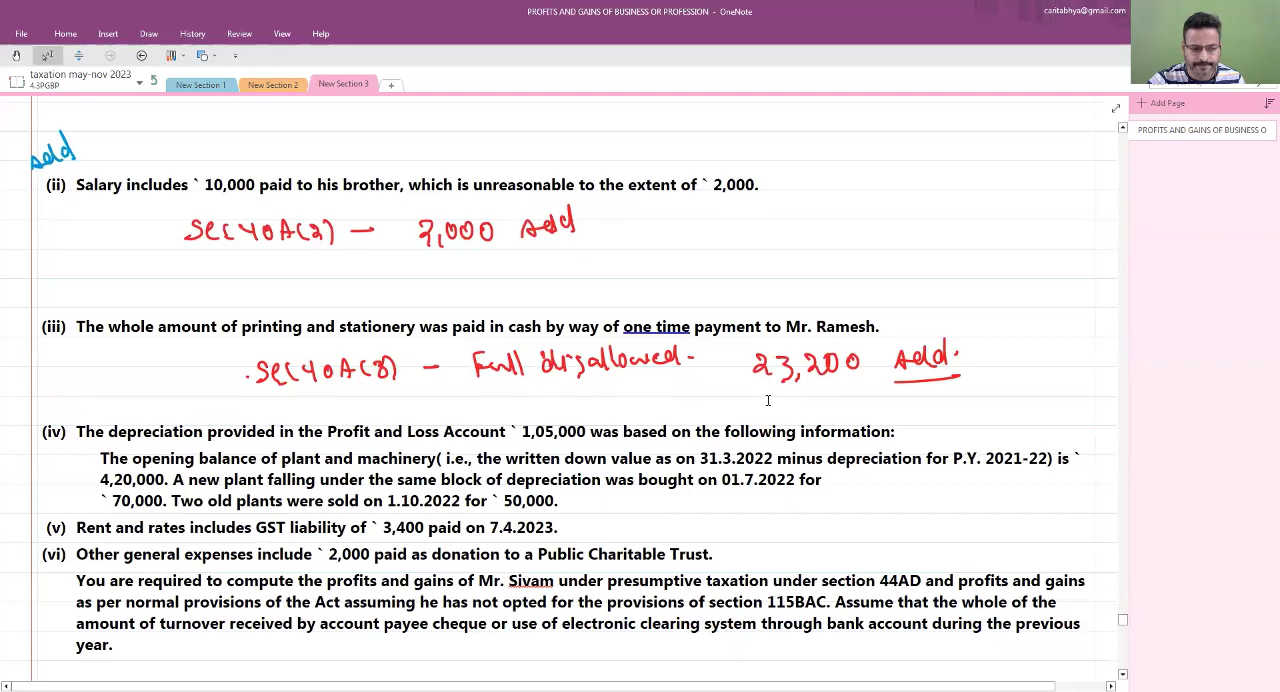 PROFITS AND GAINS OF BUSINESS OR PROFESSION - OneNote
caritabhya@gmail.com
File Home Insert Draw History Review View Help
taxation may-nov 2023
4.3PGBP
5
New Section 1 New Section 2 New Section 3
Add Page
PROFITS AND GAINS OF BUSINESS O
Add
(ii) Salary includes ` 10,000 paid to his brother, which is unreasonable to the extent of ` 2,000.
Sec 40A(2) - 2,000 Add
(iii) The whole amount of printing and stationery was paid in cash by way of one time payment to Mr. Ramesh.
Sec 40A(3) - Full disallowed - 23,200 Add.
(iv) The depreciation provided in the Profit and Loss Account ` 1,05,000 was based on the following information:
The opening balance of plant and machinery( i.e., the written down value as on 31.3.2022 minus depreciation for P.Y. 2021-22) is `
4,20,000. A new plant falling under the same block of depreciation was bought on 01.7.2022 for
` 70,000. Two old plants were sold on 1.10.2022 for ` 50,000.
(v) Rent and rates includes GST liability of ` 3,400 paid on 7.4.2023.
(vi) Other general expenses include ` 2,000 paid as donation to a Public Charitable Trust.
You are required to compute the profits and gains of Mr. Sivam under presumptive taxation under section 44AD and profits and gains
as per normal provisions of the Act assuming he has not opted for the provisions of section 115BAC. Assume that the whole of the
amount of turnover received by account payee cheque or use of electronic clearing system through bank account during the previous
year.